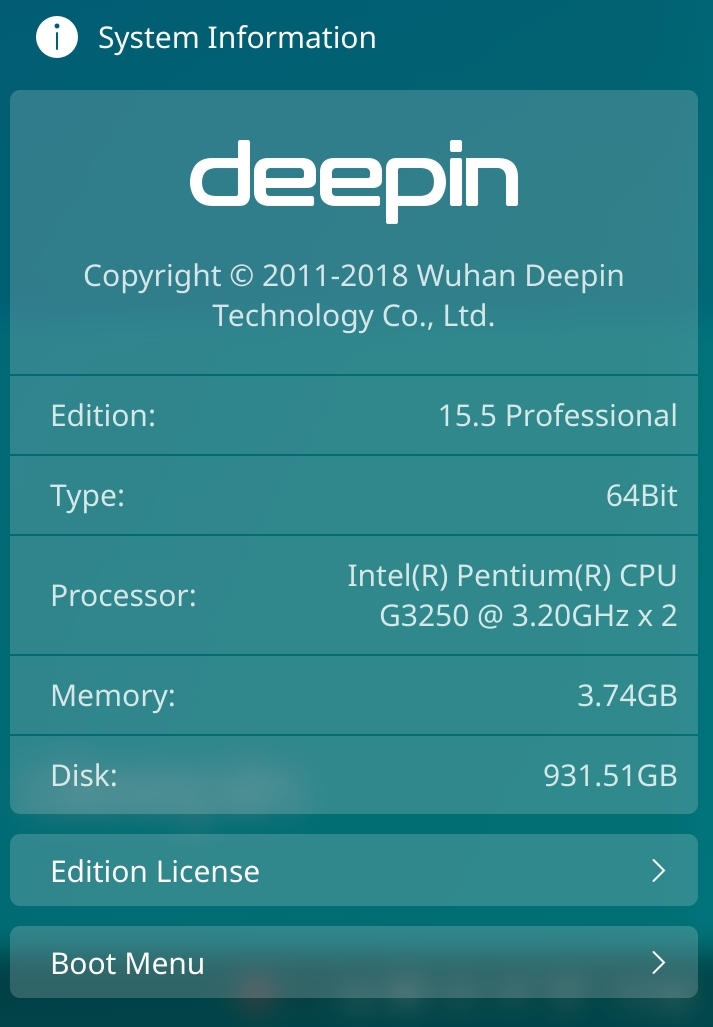 System Information
deepin
Copyright © 2011-2018 Wuhan Deepin
Technology Co., Ltd.
Edition: 15.5 Professional
Type: 64Bit
Processor: Intel(R) Pentium(R) CPU
G3250 @ 3.20GHz x 2
Memory: 3.74GB
Disk: 931.51GB
Edition License
Boot Menu